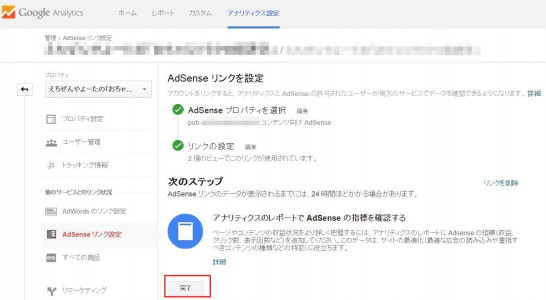 Google Analytics
ホーム レポート カスタム アナリティクス設定
管理 › AdSense リンク設定
プロパティ
えちぜんやよーたの「おちゃ...
プロパティ設定
ユーザー管理
.js トラッキング情報
他のサービスとのリンク状況
AdWords のリンク設定
AdSense リンク設定
すべての商品
リマーケティング
AdSense リンクを設定
アカウントをリンクすると、アナリティクスと AdSense の許可されたユーザーが両方のサービスでデータを確認できるようになります。 詳細
AdSense プロパティを選択 編集
pub- コンテンツ向け AdSense
リンクの設定 編集
2 個のビューでこのリンクが使用されています。
次のステップ
リンクを削除
AdSense リンクのデータが表示されるまでには、24 時間ほどかかる場合があります。
アナリティクスのレポートで AdSense の指標を確認する
ページやコンテンツの収益状況をより詳しく把握するには、アナリティクスのレポートに AdSense の指標(収益、
クリック数、表示回数など)を追加してください。このデータは、サイトの最適化(最適な広告の読み込みや重視す
べきコンテンツの種類などの特定)に役立ちます。
詳細
完了